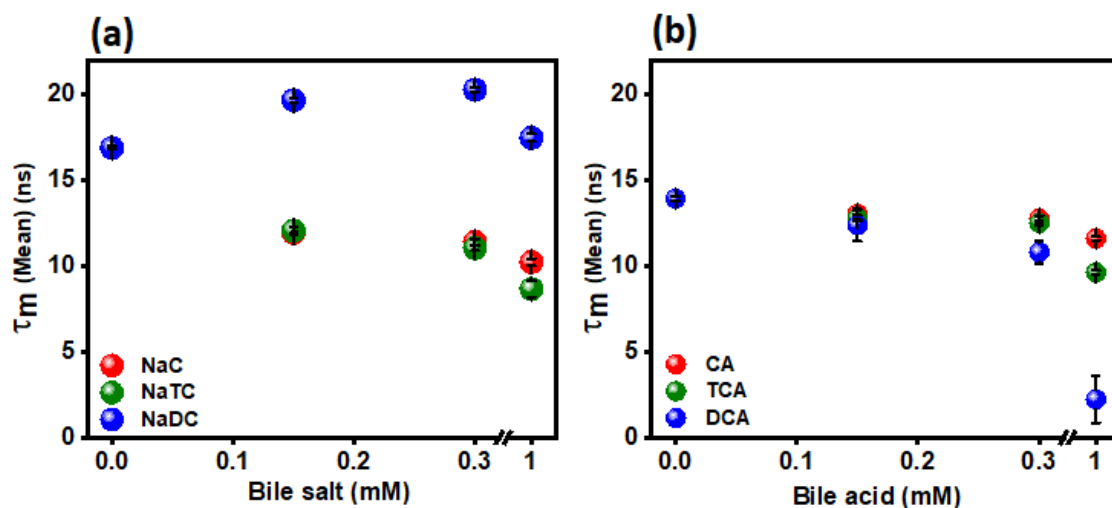 (a)
20
15
10
5
0
τm (Mean) (ns)
NaC
NaTC
NaDC
0.0 0.1 0.2 0.3 1
Bile salt (mM)
(b)
20
15
10
5
0
τm (Mean) (ns)
CA
TCA
DCA
0.0 0.1 0.2 0.3 1
Bile acid (mM)